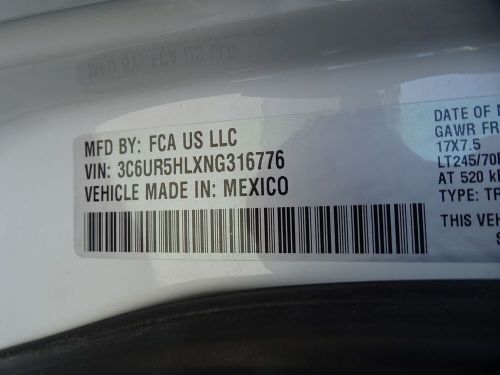 MFD BY: FCA US LLC
VIN: 3C6UR5HLXNG316776
VEHICLE MADE IN: MEXICO
DATE OF
GAWR FR
17X7.5
LT245/70
AT 520 k
TYPE: TR
THIS VEH